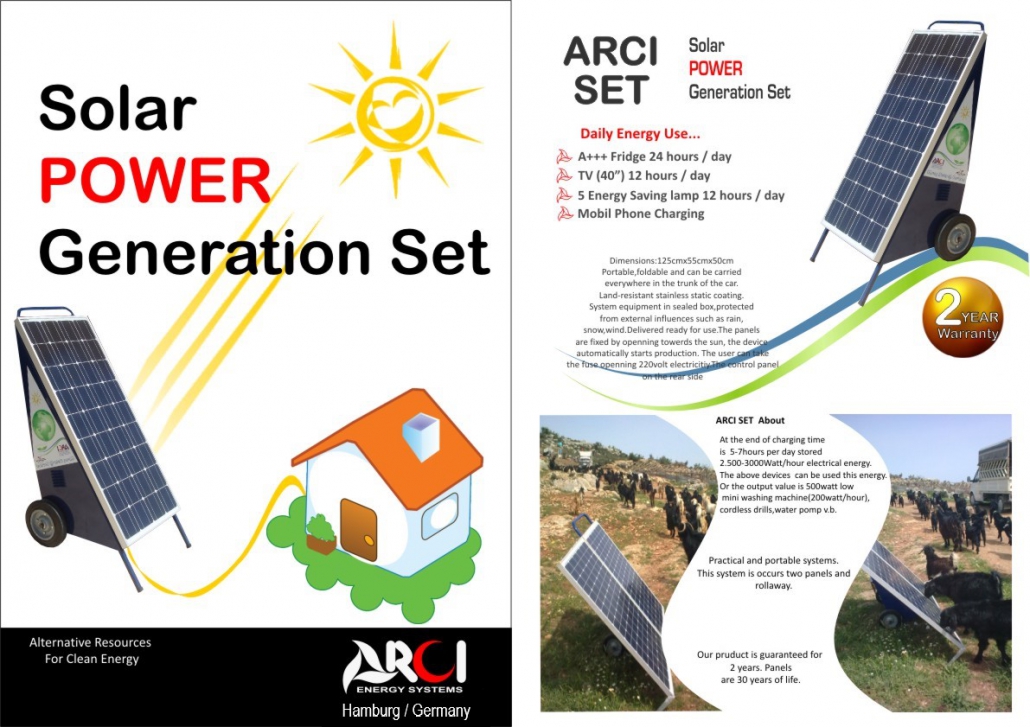 Solar
POWER
Generation Set
Alternative Resources
For Clean Energy
ARCI
ENERGY SYSTEMS
Hamburg / Germany
ARCI
SET
Solar
POWER
Generation Set
Daily Energy Use...
A+++ Fridge 24 hours / day
TV (40”) 12 hours / day
5 Energy Saving lamp 12 hours / day
Mobil Phone Charging
Dimensions:125cmx55cmx50cm
Portable,foldable and can be carried
everywhere in the trunk of the car.
Land-resistant stainless static coating.
System equipment in sealed box,protected
from external influences such as rain,
snow,wind.Delivered ready for use.The panels
are fixed by openning towerds the sun, the device
automatically starts production. The user can take
the fuse openning 220volt electricitiy.The control panel
on the rear side
2 YEAR
Warranty
ARCI SET About
At the end of charging time
is 5-7hours per day stored
2.500-3000Watt/hour electrical energy.
The above devices can be used this energy.
Or the output value is 500watt low
mini washing machine(200watt/hour),
cordless drills,water pomp v.b.
Practical and portable systems.
This system is occurs two panels and
rollaway.
Our pruduct is guaranteed for
2 years. Panels
are 30 years of life.